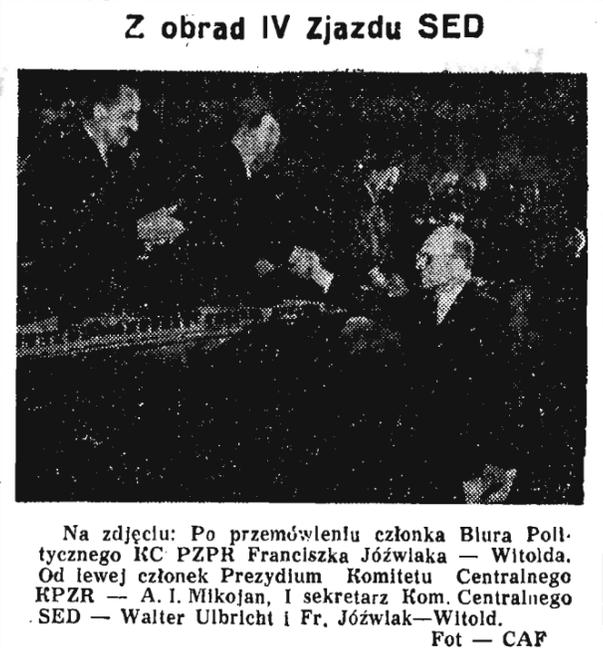 Z obrad IV Zjazdu SED
Na zdjęciu: Po przemówieniu członka Biura Poli-
tycznego KC PZPR Franciszka Jóźwiaka — Witolda.
Od lewej członek Prezydium Komitetu Centralnego
KPZR — A. I. Mikojan, I sekretarz Kom. Centralnego
SED — Walter Ulbricht i Fr. Jóźwiak—Witold.
Fot — CAF